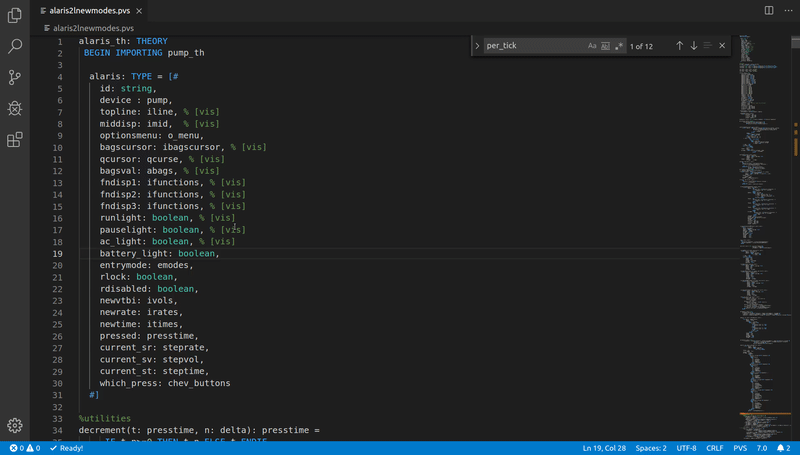 alaris2lnewmodes.pvs ×
alaris2lnewmodes.pvs
per_tick Aa Ab .* 1 of 12
1 alaris_th: THEORY
2 BEGIN IMPORTING pump_th
3
4 alaris: TYPE = [#
5 id: string,
6 device : pump,
7 topline: iline, % [vis]
8 middisp: imid, % [vis]
9 optionsmenu: o_menu,
10 bagscursor: ibagscursor, % [vis]
11 qcursor: qcurse, % [vis]
12 bagsval: abags, % [vis]
13 fndisp1: ifunctions, % [vis]
14 fndisp2: ifunctions, % [vis]
15 fndisp3: ifunctions, % [vis]
16 runlight: boolean, % [vis]
17 pauselight: boolean, % [vis]
18 ac_light: boolean, % [vis]
19 battery_light: boolean,
20 entrymode: emodes,
21 rlock: boolean,
22 rdisabled: boolean,
23 newvtbi: ivols,
24 newrate: irates,
25 newtime: itimes,
26 pressed: presstime,
27 current_sr: steprate,
28 current_sv: stepvol,
29 current_st: steptime,
30 which_press: chev_buttons
31 #]
32
33 %utilities
34 decrement(t: presstime, n: delta): presstime =
0 0 Ready! Ln 19, Col 28 Spaces: 2 UTF-8 CRLF PVS 7.0 2